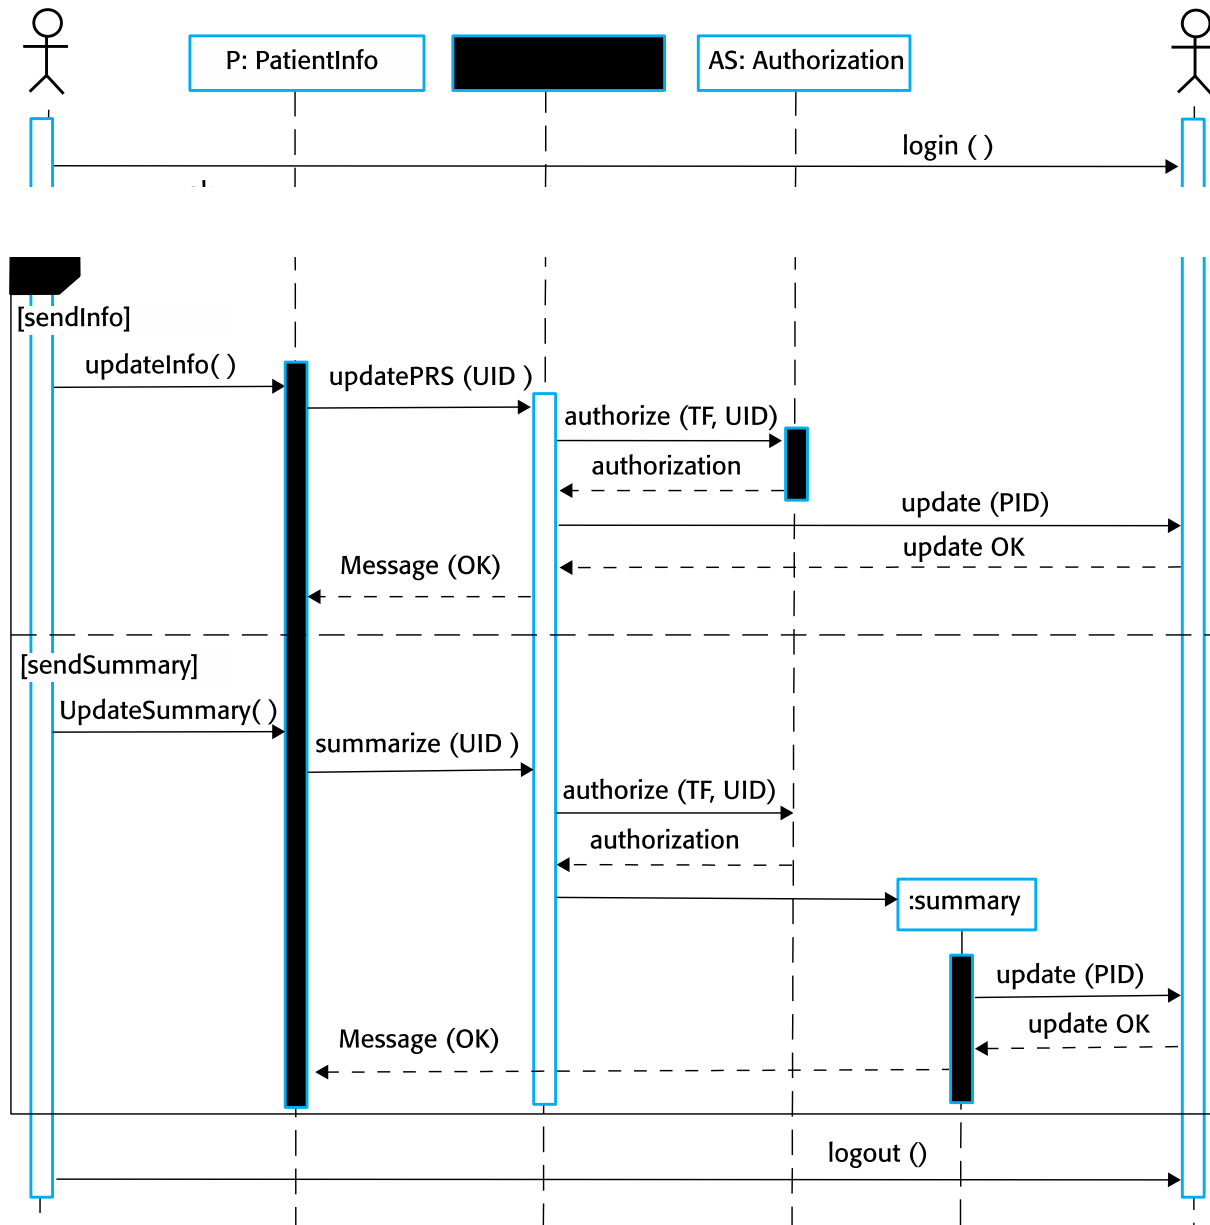 P: PatientInfo
AS: Authorization
login ( )
[sendInfo]
updateInfo( )
updatePRS (UID )
authorize (TF, UID)
authorization
update (PID)
update OK
Message (OK)
[sendSummary]
UpdateSummary( )
summarize (UID )
authorize (TF, UID)
authorization
:summary
update (PID)
update OK
Message (OK)
logout ()